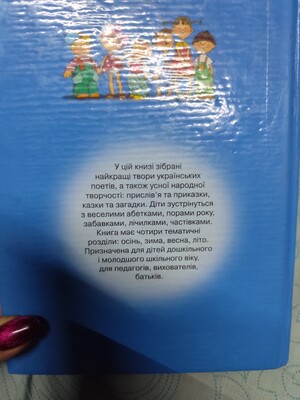 У цій книзі зібрані
найкращі твори українських
поетів, а також усної народної
творчості: прислів'я та приказки,
казки та загадки. Діти зустрінуться
з веселими абетками, порами року,
забавками, лічилками, частівками.
Книга має чотири тематичні
розділи: осінь, зима, весна, літо.
Призначена для дітей дошкільного
і молодшого шкільного віку,
для педагогів, вихователів,
батьків.